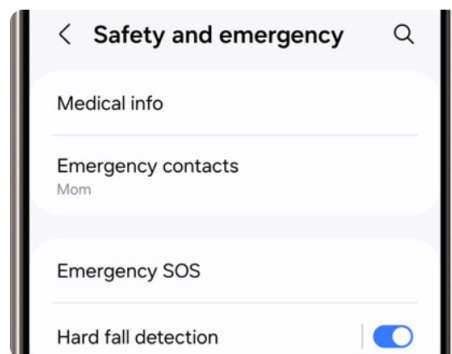 Safety and emergency
Medical info
Emergency contacts
Mom
Emergency SOS
Hard fall detection